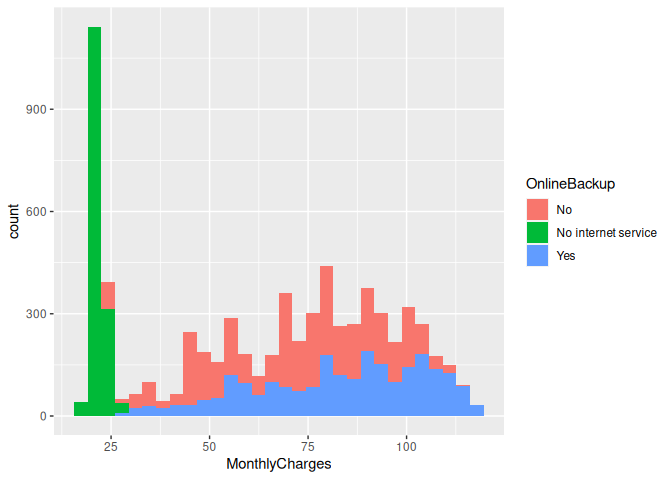 900
600
300
0
count
25 50 75 100
MonthlyCharges
OnlineBackup
No
No internet service
Yes